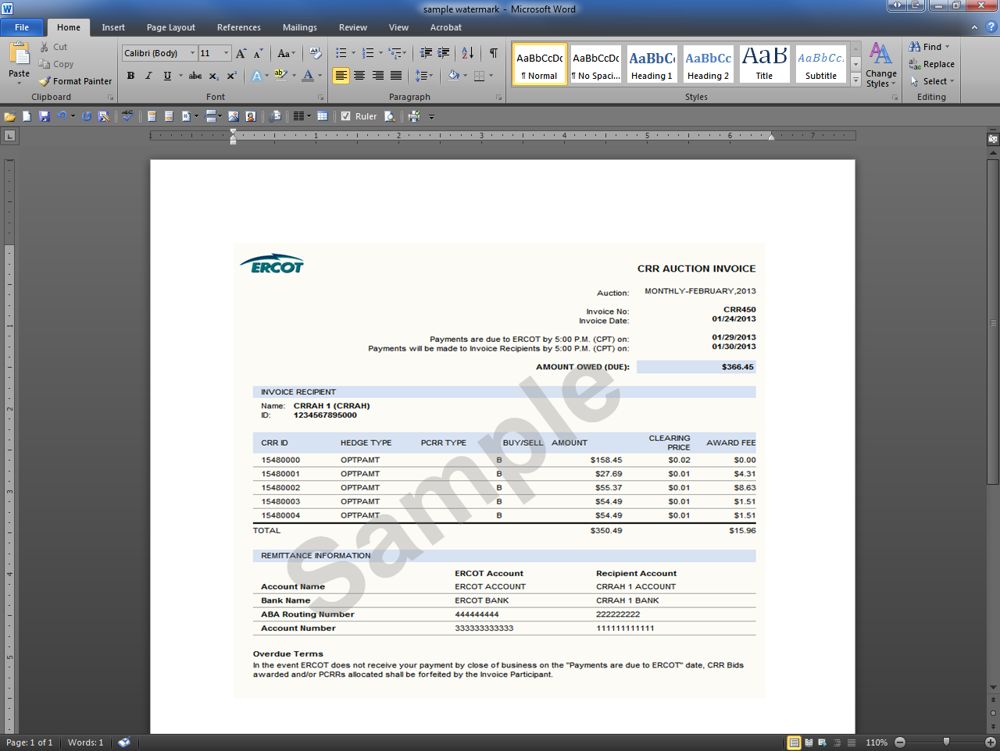 sample watermark - Microsoft Word
File Home Insert Page Layout References Mailings Review View Acrobat
Paste
Cut
Copy
Format Painter
Clipboard
Calibri (Body) 11
Font
Paragraph
AaBbCcDc AaBbCcDc AaBbCc AaBbCc AaB AaBbCc.
¶ Normal ¶ No Spaci... Heading 1 Heading 2 Title Subtitle
Styles
Change Styles
Find
Replace
Select
Editing
Ruler
1 1 2 3 4 5 6 7
ERCOT
CRR AUCTION INVOICE
Auction: MONTHLY-FEBRUARY,2013
Invoice No: CRR450
Invoice Date: 01/24/2013
Payments are due to ERCOT by 5:00 P.M. (CPT) on: 01/29/2013
Payments will be made to Invoice Recipients by 5:00 P.M. (CPT) on: 01/30/2013
AMOUNT OWED (DUE): $366.45
INVOICE RECIPIENT
Name: CRRAH 1 (CRRAH)
ID: 1234567895000
CRR ID HEDGE TYPE PCRR TYPE BUY/SELL AMOUNT CLEARING PRICE AWARD FEE
15480000 OPTPAMT B $158.45 $0.02 $0.00
15480001 OPTPAMT B $27.69 $0.01 $4.31
15480002 OPTPAMT B $55.37 $0.01 $8.63
15480003 OPTPAMT B $54.49 $0.01 $1.51
15480004 OPTPAMT B $54.49 $0.01 $1.51
TOTAL $350.49 $15.96
Sample
REMITTANCE INFORMATION
ERCOT Account Recipient Account
Account Name ERCOT ACCOUNT CRRAH 1 ACCOUNT
Bank Name ERCOT BANK CRRAH 1 BANK
ABA Routing Number 444444444 222222222
Account Number 333333333333 111111111111
Overdue Terms
In the event ERCOT does not receive your payment by close of business on the "Payments are due to ERCOT" date, CRR Bids
awarded and/or PCRRs allocated shall be forfeited by the Invoice Participant.
Page: 1 of 1 Words: 1 110%